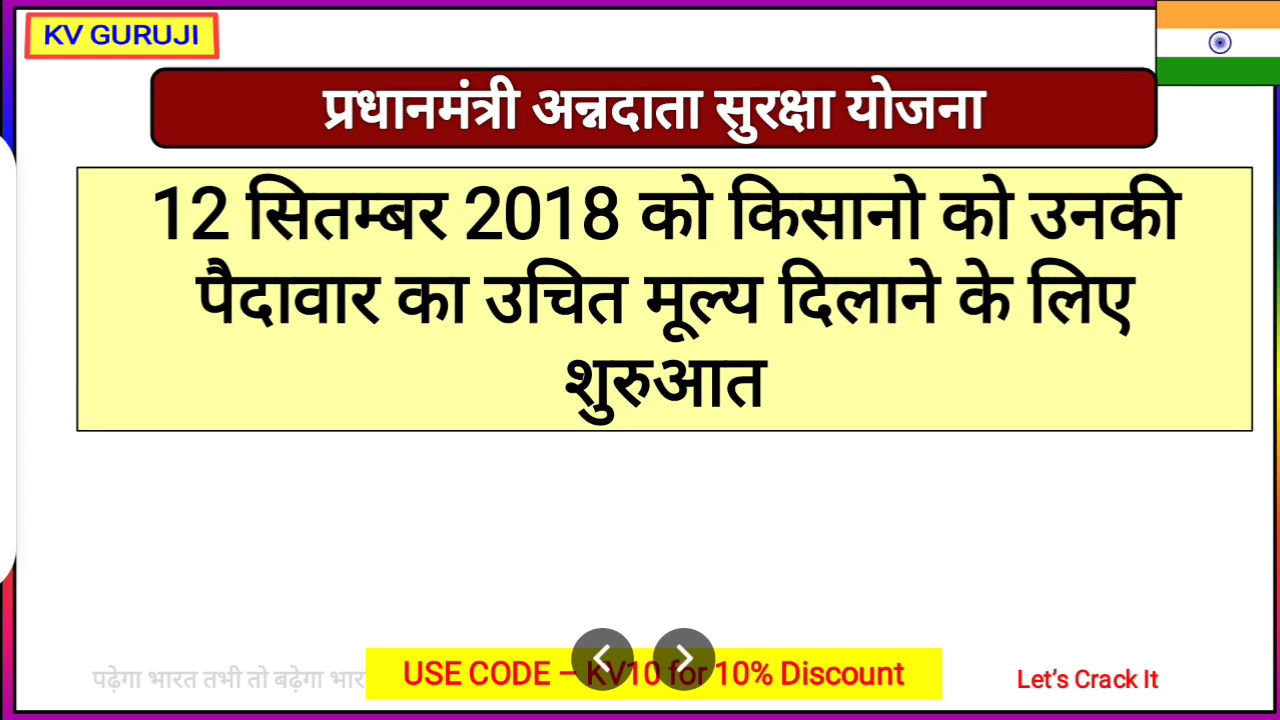 KV GURUJI
प्रधानमंत्री अन्नदाता सुरक्षा योजना
12 सितम्बर 2018 को किसानो को उनकी
पैदावार का उचित मूल्य दिलाने के लिए
शुरुआत
पढ़ेगा भारत तभी तो बढ़ेगा भार
USE CODE – KV10 for 10% Discount
Let's Crack It